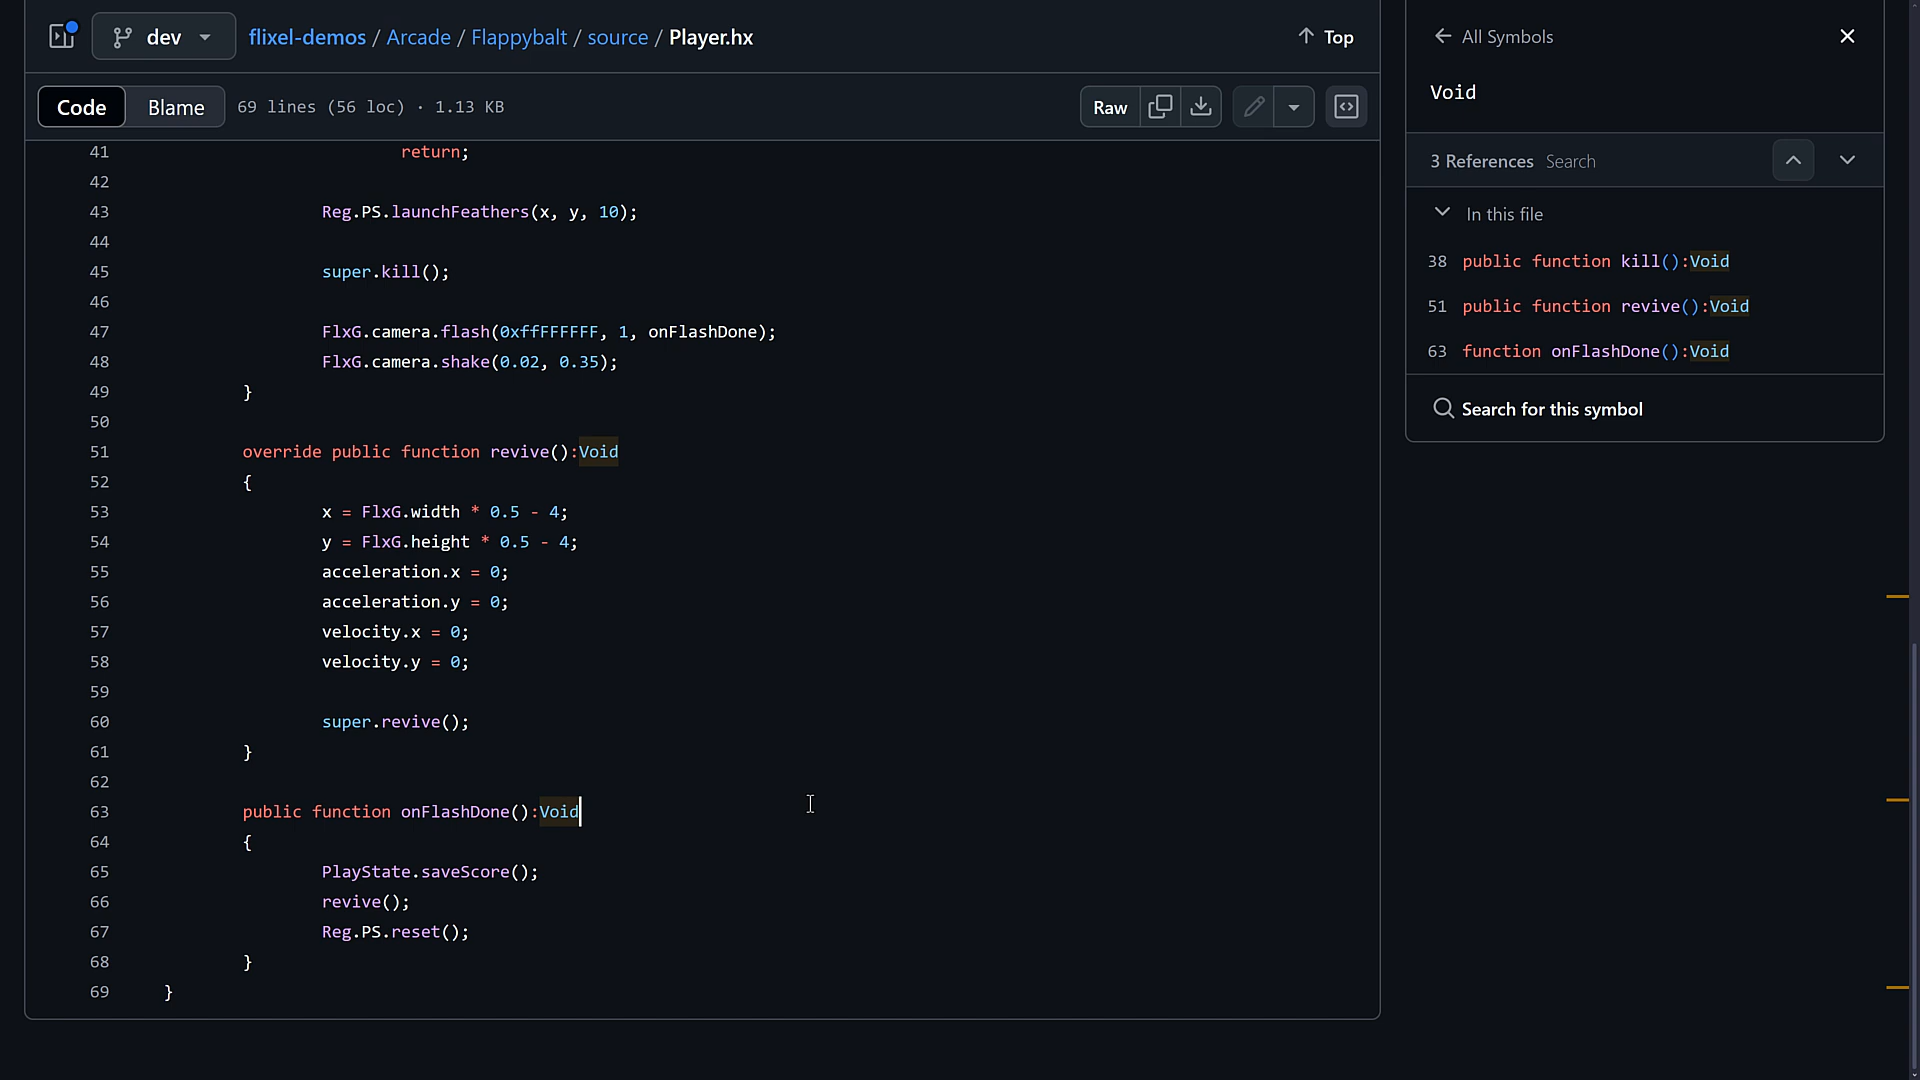 dev flixel-demos / Arcade / Flappybalt / source / Player.hx Top
Code Blame 69 lines (56 loc) · 1.13 KB Raw
41 return;
42
43 Reg.PS.launchFeathers(x, y, 10);
44
45 super.kill();
46
47 FlxG.camera.flash(0xffFFFFFF, 1, onFlashDone);
48 FlxG.camera.shake(0.02, 0.35);
49 }
50
51 override public function revive():Void
52 {
53 x = FlxG.width * 0.5 - 4;
54 y = FlxG.height * 0.5 - 4;
55 acceleration.x = 0;
56 acceleration.y = 0;
57 velocity.x = 0;
58 velocity.y = 0;
59
60 super.revive();
61 }
62
63 public function onFlashDone():Void
64 {
65 PlayState.saveScore();
66 revive();
67 Reg.PS.reset();
68 }
69 }
All Symbols
Void
3 References Search
In this file
38 public function kill():Void
51 public function revive():Void
63 function onFlashDone():Void
Search for this symbol